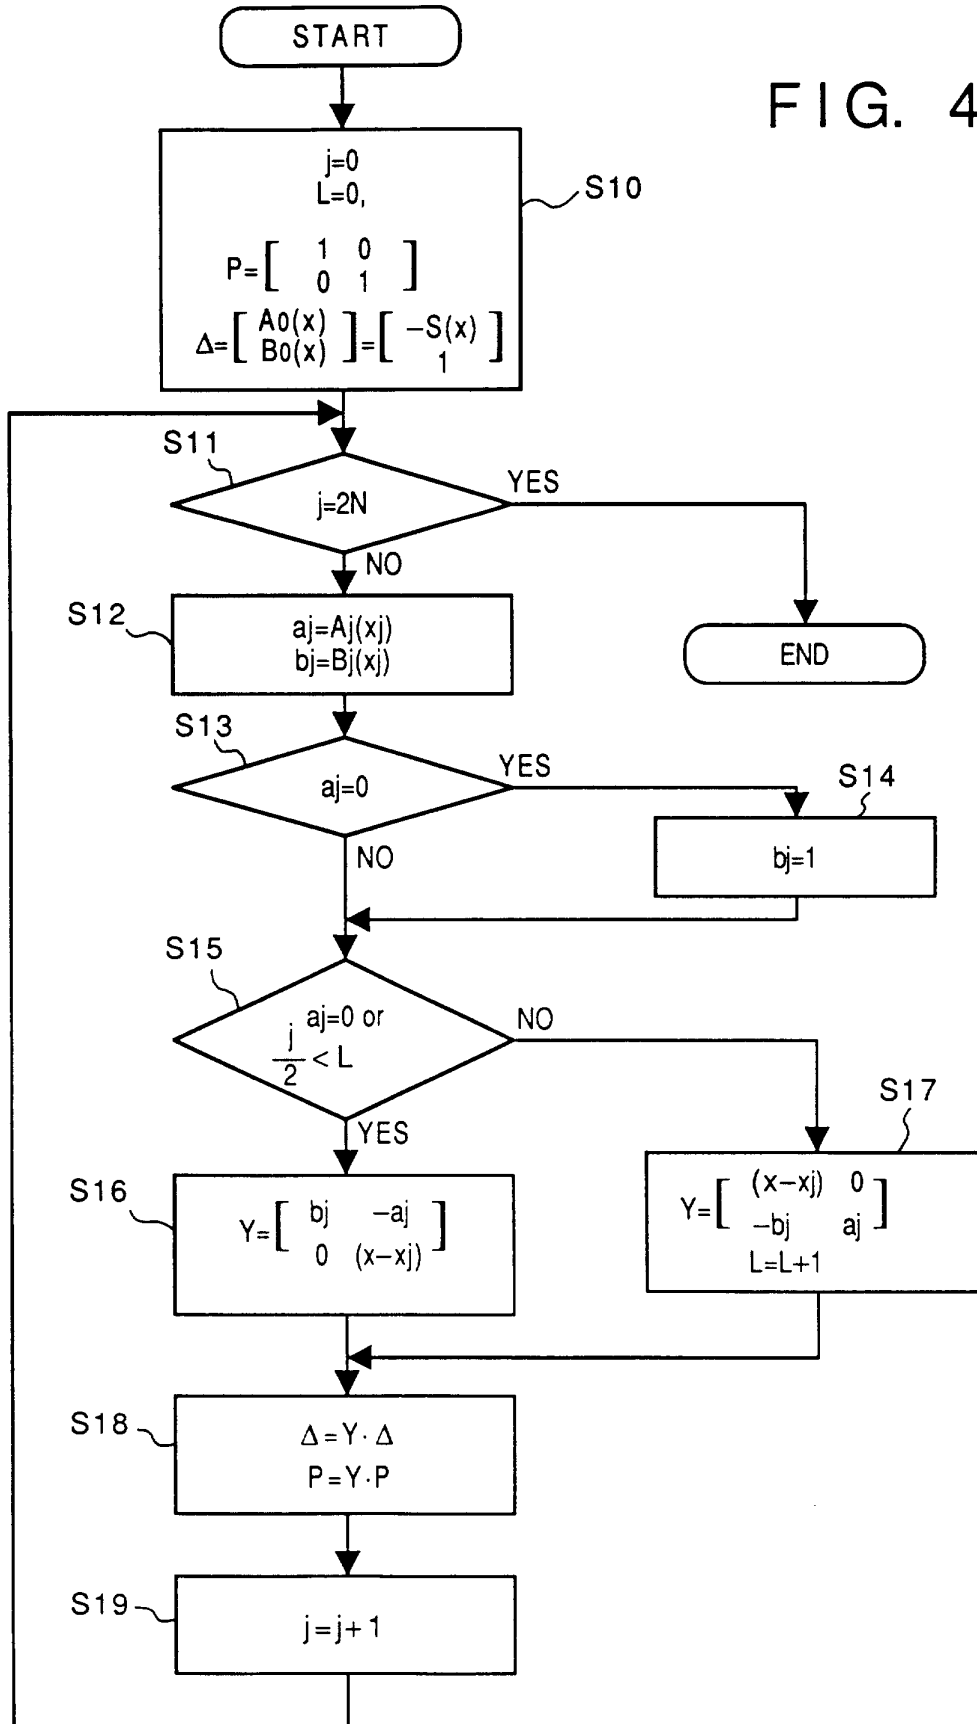 START
FIG. 4
j=0
L=0,
S10
P=[ 1 0
0 1 ]
Δ=[ A0(x)
B0(x) ]=[ -S(x)
1 ]
S11
j=2N
YES
NO
S12
aj=Aj(xj)
bj=Bj(xj)
END
S13
aj=0
YES
NO
S14
bj=1
S15
aj=0 or
j/2 < L
NO
YES
S16
Y=[ bj -aj
0 (x-xj) ]
S17
Y=[ (x-xj) 0
-bj aj ]
L=L+1
S18
Δ=Y·Δ
P=Y·P
S19
j=j+1